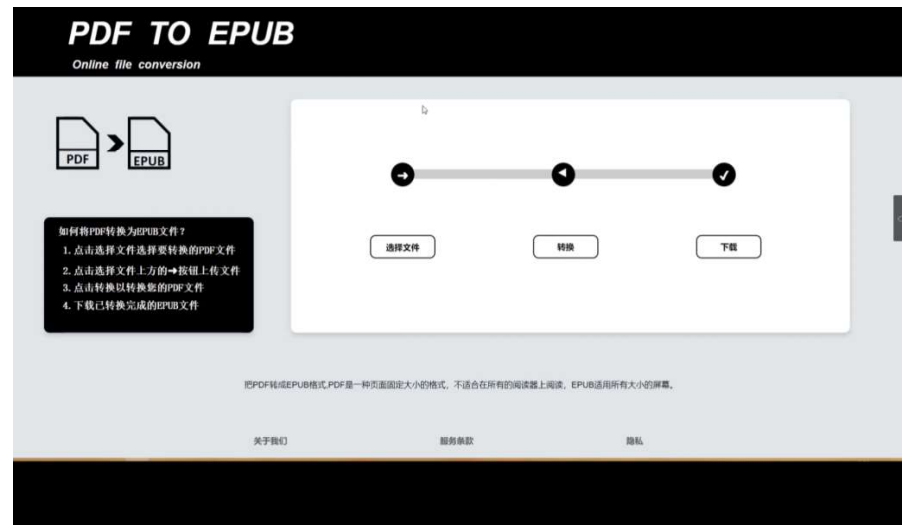 PDF TO EPUB
Online file conversion
PDF
EPUB
如何将PDF转换为EPUB文件?
1. 点击选择文件选择要转换的PDF文件
2. 点击选择文件上方的➔按钮上传文件
3. 点击转换以转换您的PDF文件
4. 下载已转换完成的EPUB文件
选择文件
转换
下载
把PDF转成EPUB格式,PDF是一种页面固定大小的格式，不适合在所有的阅读器上阅读，EPUB适用所有大小的屏幕。
关于我们
服务条款
隐私